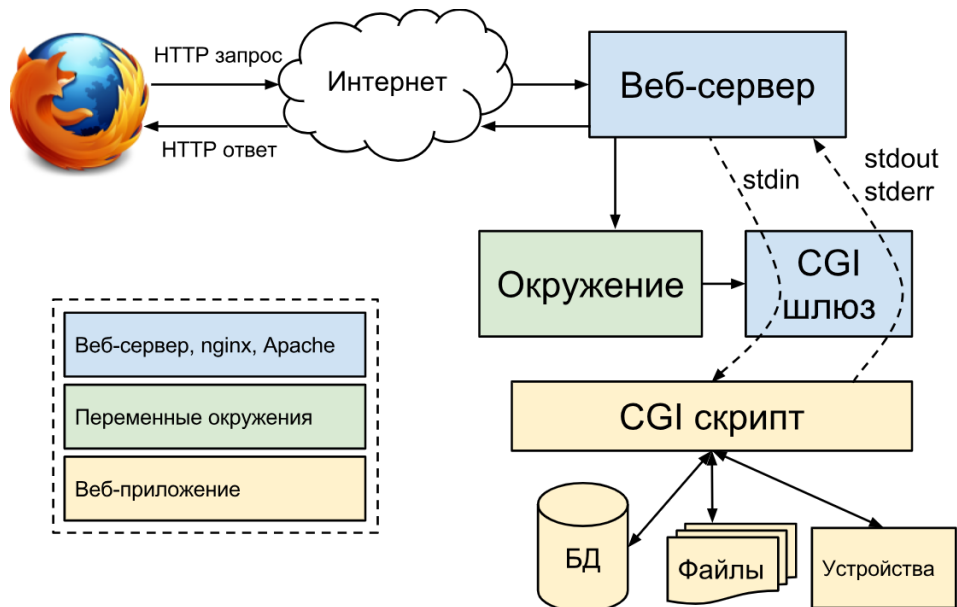 HTTP запрос
Интернет
HTTP ответ
Веб-сервер
stdin
stdout
stderr
Окружение
CGI
шлюз
Веб-сервер, nginx, Apache
Переменные окружения
Веб-приложение
CGI скрипт
БД
Файлы
Устройства